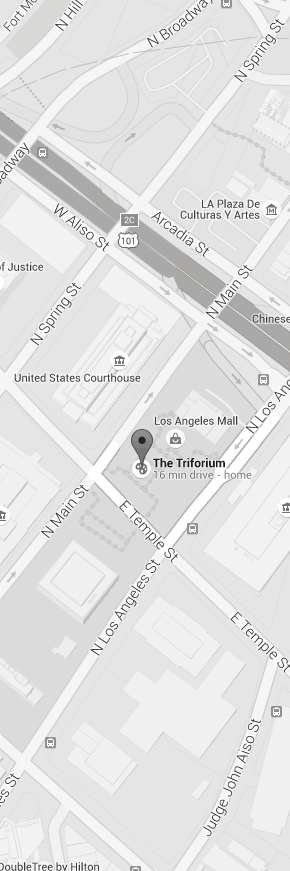 Fort Mo
N Hill
N Broadway
N Spring St
oadway
2C
101
W Aliso St
Arcadia St
LA Plaza De
Culturas Y Artes
of Justice
N Spring St
N Main St
Chinese
United States Courthouse
N Los Ang
Los Angeles Mall
The Triforium
16 min drive - home
N Main St
E Temple St
N Los Angeles St
E Temple St
Judge John Aiso St
es St
DoubleTree by Hilton